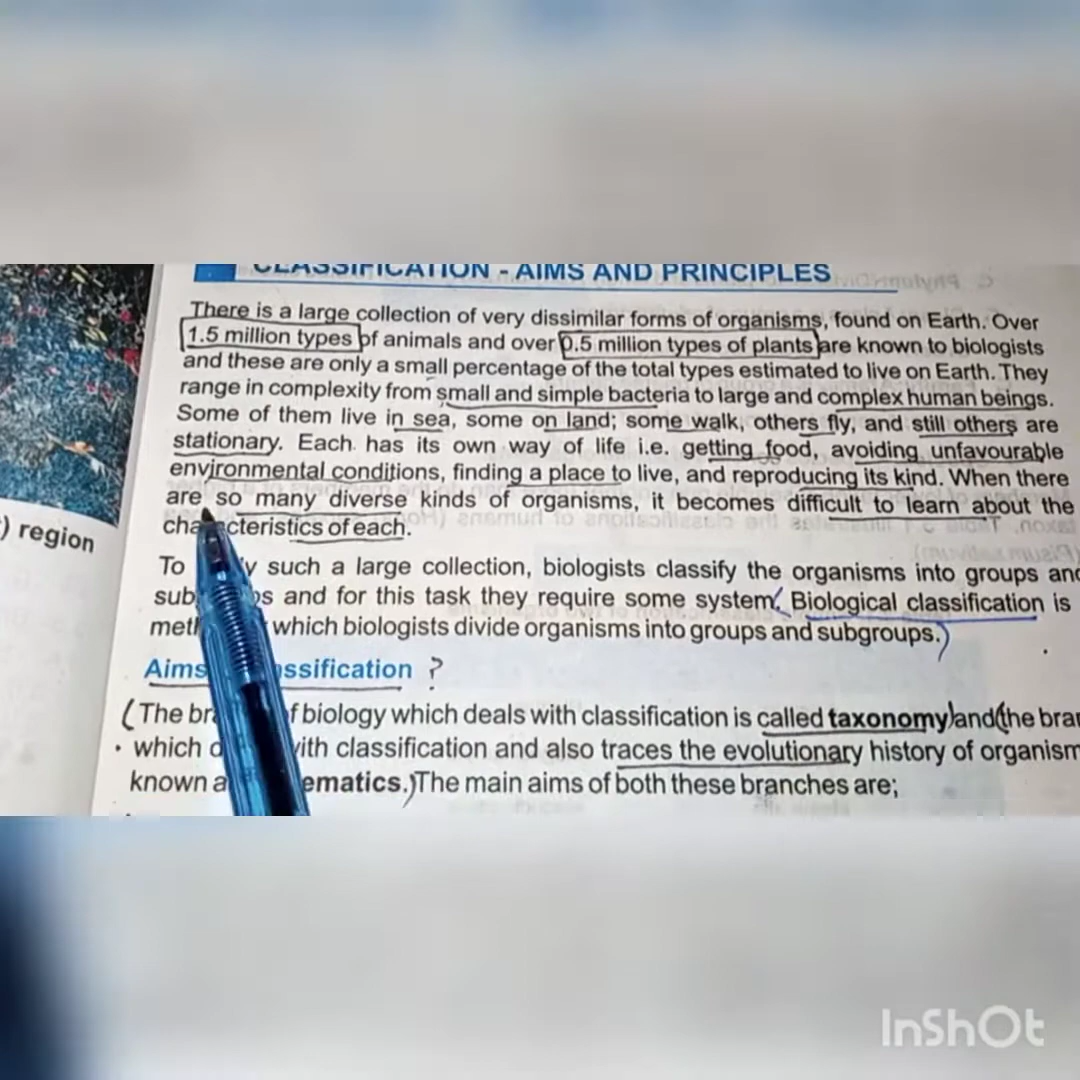 CLASSIFICATION - AIMS AND PRINCIPLES
There is a large collection of very dissimilar forms of organisms, found on Earth. Over
1.5 million types of animals and over 0.5 million types of plants are known to biologists
and these are only a small percentage of the total types estimated to live on Earth. They
range in complexity from small and simple bacteria to large and complex human beings.
Some of them live in sea, some on land; some walk, others fly, and still others are
stationary. Each has its own way of life i.e. getting food, avoiding unfavourable
environmental conditions, finding a place to live, and reproducing its kind. When there
) region
are so many diverse kinds of organisms, it becomes difficult to learn about the
characteristics of each.
To such a large collection, biologists classify the organisms into groups and
and for this task they require some system. Biological classification is
which biologists divide organisms into groups and subgroups.)
Aims ?
(The of biology which deals with classification is called taxonomy) and (the
which with classification and also traces the evolutionary history of
known .) The main aims of both these branches are;
InShOt